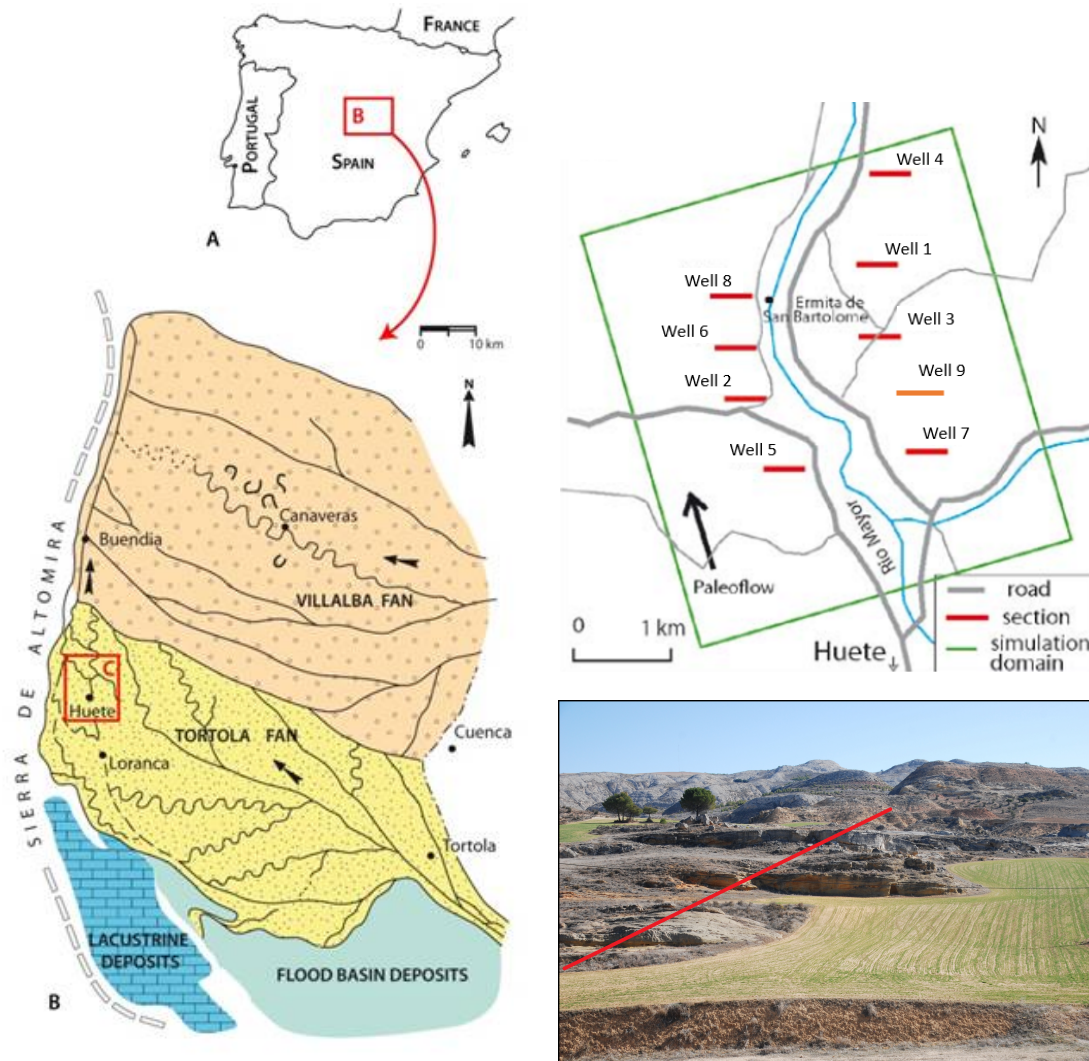 FRANCE
PORTUGAL
B
SPAIN
A
0 10 km
N
SIERRA DE ALTOMIRA
Canaveras
Buendia
VILLALBA FAN
C
Huete
TORTOLA FAN
Cuenca
Loranca
Tortola
LACUSTRINE
DEPOSITS
FLOOD BASIN DEPOSITS
B
N
Well 4
Well 1
Well 8
Ermita de
San Bartolome
Well 3
Well 6
Well 9
Well 2
Well 7
Well 5
Rio Mayor
Paleoflow
0 1 km
Huete
road
section
simulation
domain